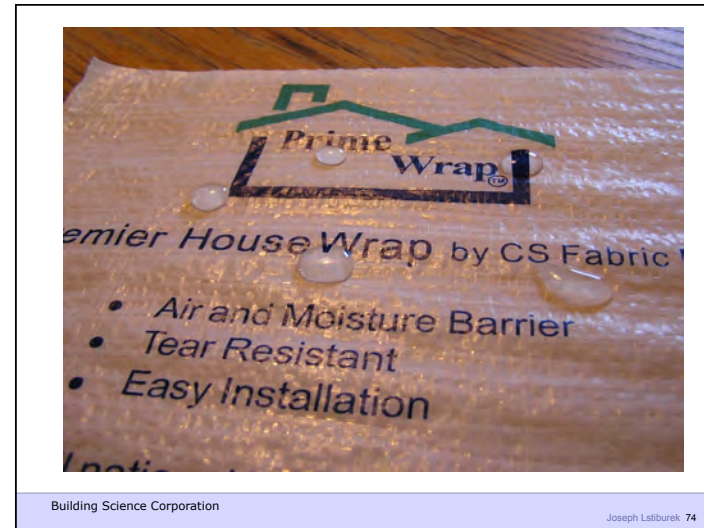 Prime
Wrap TM
emier House Wrap by CS Fabric
• Air and Moisture Barrier
• Tear Resistant
• Easy Installation
Building Science Corporation
Joseph Lstiburek 74